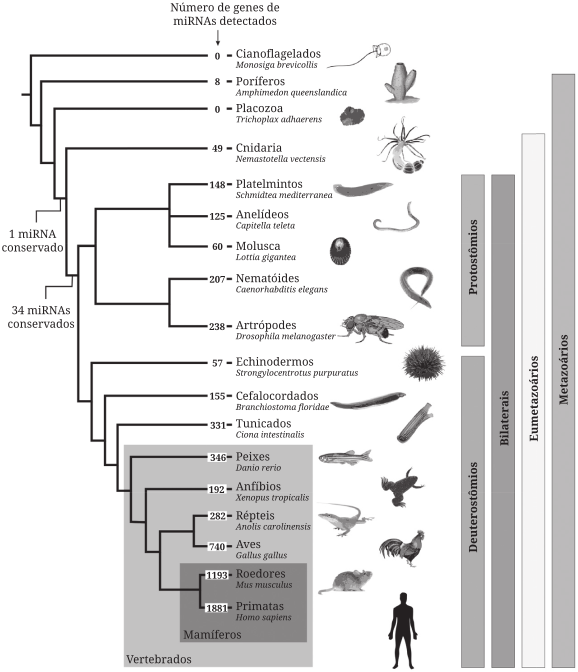 Número de genes de
miRNAs detectados
0 Cianoflagelados
Monosiga brevicollis
8 Poríferos
Amphimedon queenslandica
0 Placozoa
Trichoplax adhaerens
49 Cnidaria
Nemastotella vectensis
148 Platelmintos
Schmidtea mediterranea
125 Anelídeos
Capitella teleta
60 Molusca
Lottia gigantea
207 Nematóides
Caenorhabditis elegans
238 Artrópodes
Drosophila melanogaster
57 Echinodermos
Strongylocentrotus purpuratus
155 Cefalocordados
Branchiostoma floridae
331 Tunicados
Ciona intestinalis
346 Peixes
Danio rerio
192 Anfíbios
Xenopus tropicalis
282 Répteis
Anolis carolinensis
740 Aves
Gallus gallus
1193 Roedores
Mus musculus
1881 Primatas
Homo sapiens
Mamíferos
Vertebrados
1 miRNA
conservado
34 miRNAs
conservados
Protostômios
Deuterostômios
Bilaterais
Eumetazoários
Metazoários